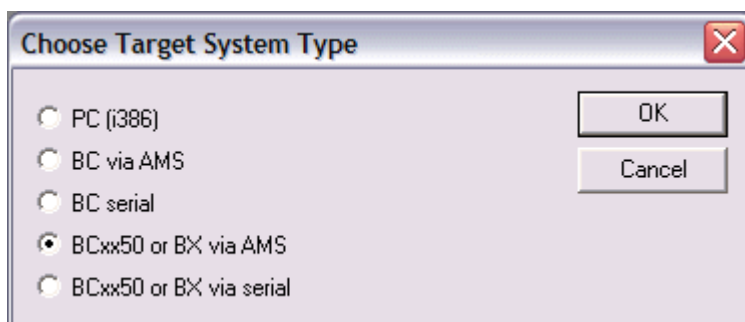 Choose Target System Type
PC (i386)
OK
BC via AMS
Cancel
BC serial
BCxx50 or BX via AMS
BCxx50 or BX via serial